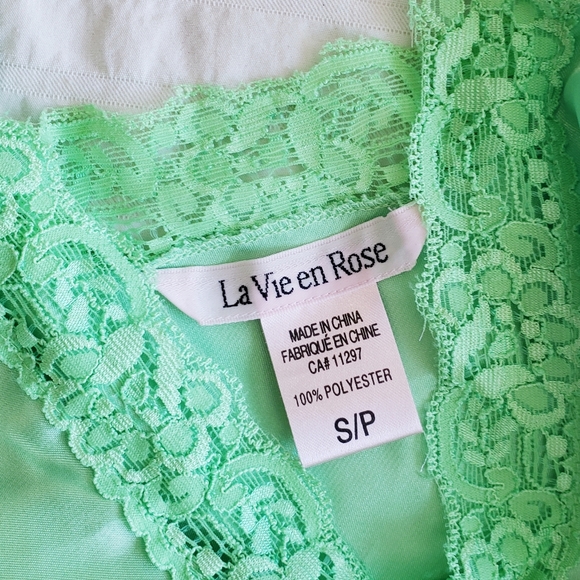 La Vie en Rose
MADE IN CHINA
FABRIQUÉ EN CHINE
CA# 11297
100% POLYESTER
S/P